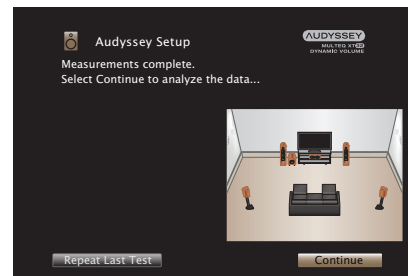 Audyssey Setup
AUDYSSEY
MULTEQ XT32
DYNAMIC VOLUME
Measurements complete.
Select Continue to analyze the data...
Repeat Last Test
Continue